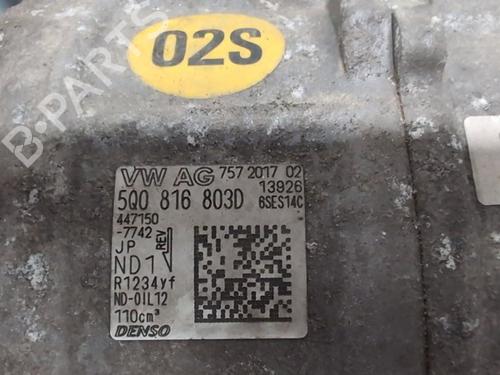 02S
VW AG 757 2017 02
13926
5Q0 816 803D 6SES14C
447150
-7742
JP REV
ND1
R1234yf
ND-OIL12
110cm³
DENSO